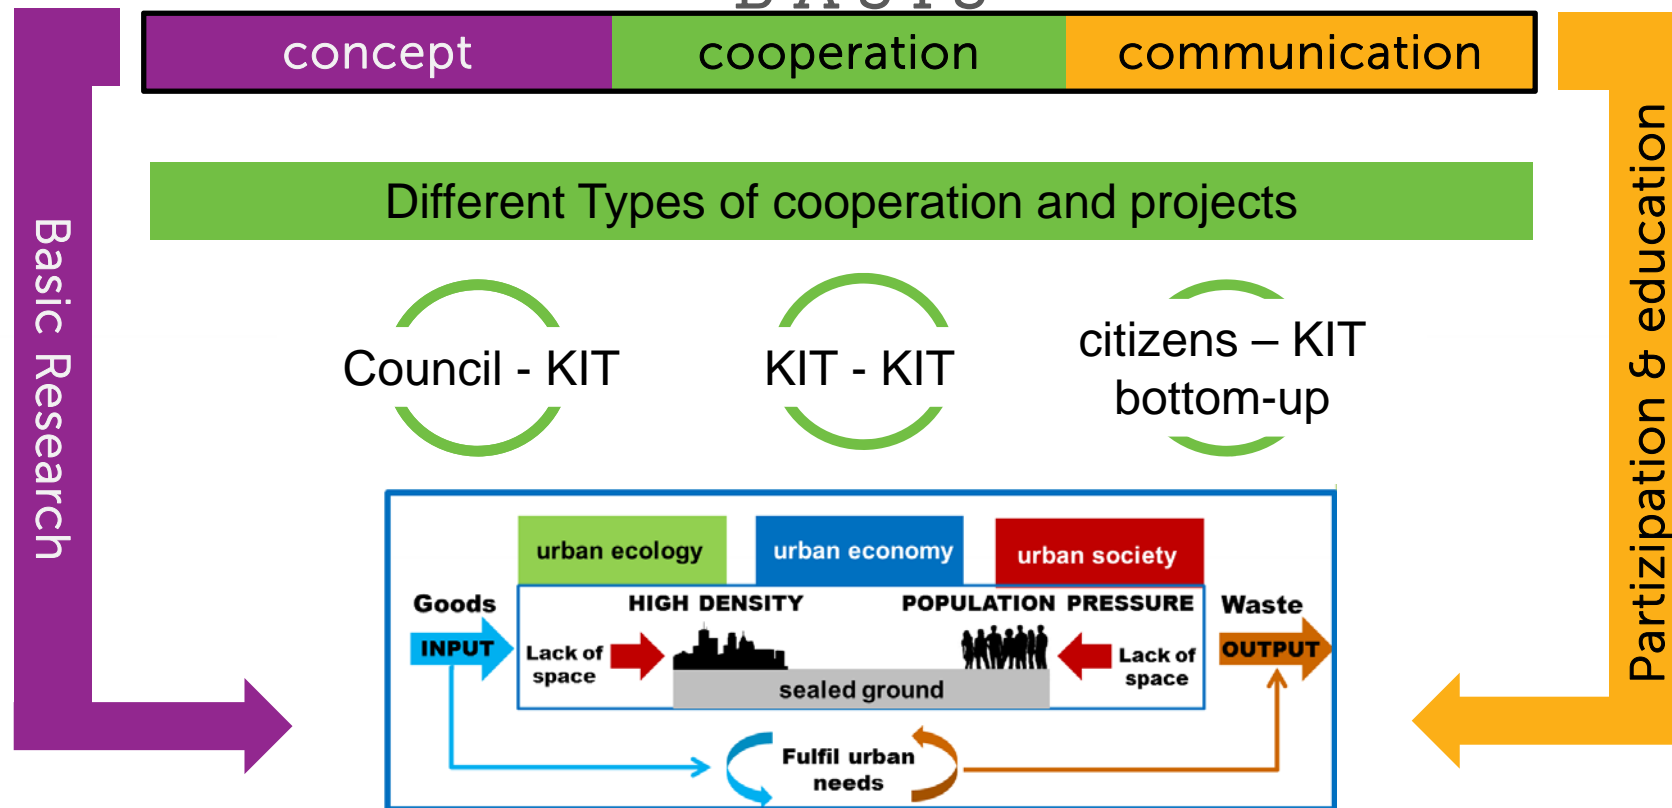 BASIS
concept cooperation communication
Different Types of cooperation and projects
Basic Research
Partizipation & education
Council - KIT
KIT - KIT
citizens – KIT
bottom-up
urban ecology
urban economy
urban society
Goods
HIGH DENSITY
POPULATION PRESSURE
Waste
INPUT
Lack of
space
Lack of
space
OUTPUT
sealed ground
Fulfil urban
needs